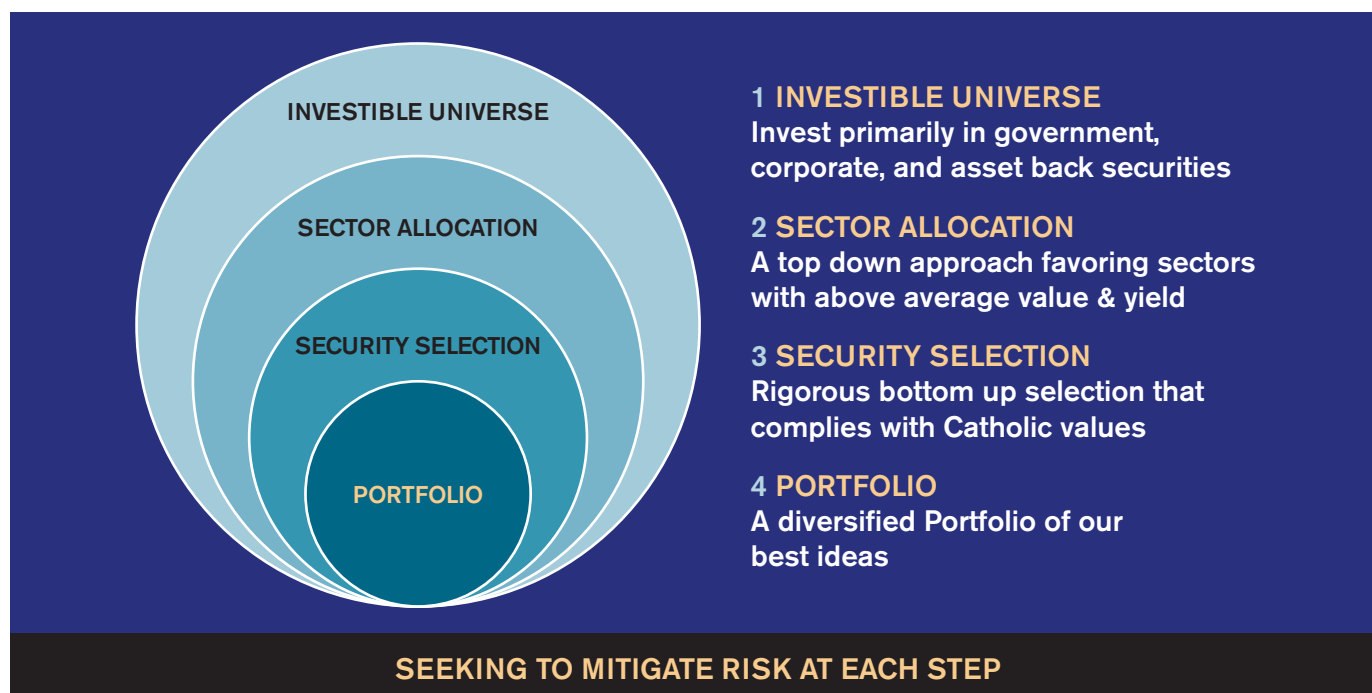 INVESTIBLE UNIVERSE
SECTOR ALLOCATION
SECURITY SELECTION
PORTFOLIO
1 INVESTIBLE UNIVERSE
Invest primarily in government,
corporate, and asset back securities
2 SECTOR ALLOCATION
A top down approach favoring sectors
with above average value & yield
3 SECURITY SELECTION
Rigorous bottom up selection that
complies with Catholic values
4 PORTFOLIO
A diversified Portfolio of our
best ideas
SEEKING TO MITIGATE RISK AT EACH STEP